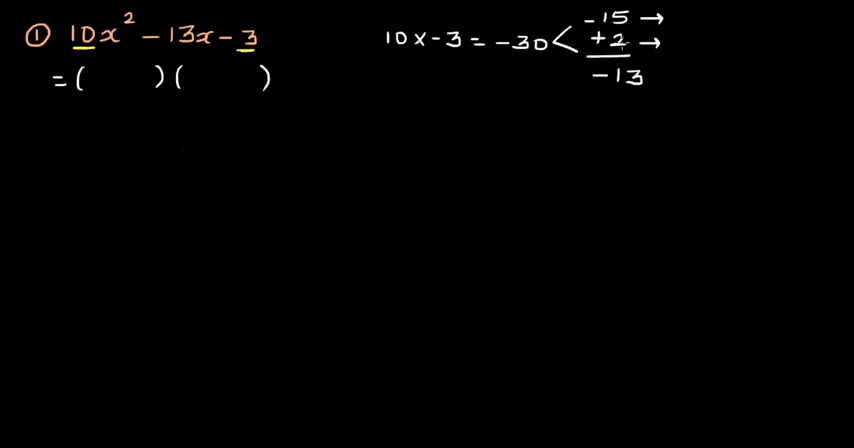 ① 10x² - 13x - 3
= (     ) (     )
10 x -3 = -30 < -15 →
+2 →
-13